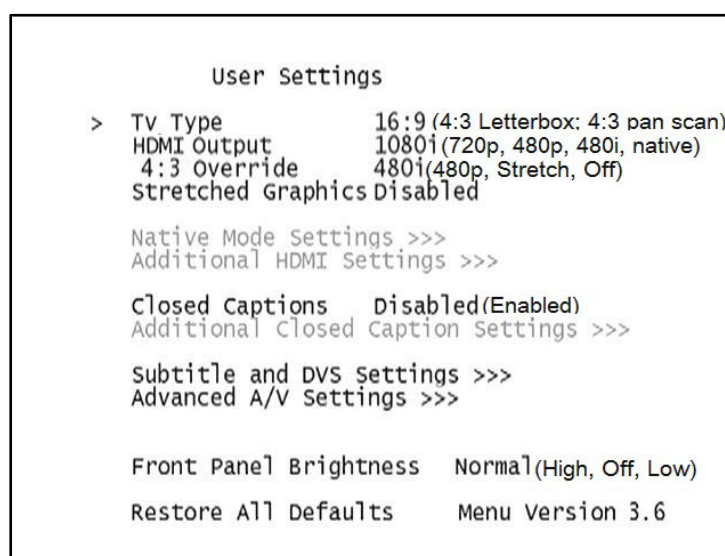 User Settings
> TV Type 16:9 (4:3 Letterbox; 4:3 pan scan)
HDMI Output 1080i (720p, 480p, 480i, native)
4:3 Override 480i (480p, Stretch, Off)
Stretched Graphics Disabled
Native Mode Settings >>>
Additional HDMI Settings >>>
Closed Captions Disabled (Enabled)
Additional Closed Caption Settings >>>
Subtitle and DVS Settings >>>
Advanced A/V Settings >>>
Front Panel Brightness Normal (High, Off, Low)
Restore All Defaults Menu Version 3.6